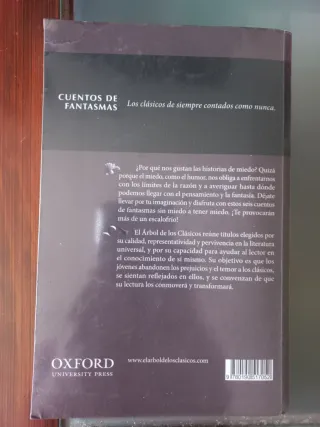 CUENTOS DE
FANTASMAS
Los clásicos de siempre contados como nunca.
¿Por qué nos gustan las historias de miedo? Quizá
porque el miedo, como el humor, nos obliga a enfrentarnos
con los límites de la razón y a averiguar hasta dónde
podemos llegar con el pensamiento y la fantasía. Déjate
llevar por tu imaginación y disfruta con estos seis cuentos
de fantasmas sin miedo a tener miedo. ¡Te provocarán
más de un escalofrío!
El Árbol de los Clásicos reúne títulos elegidos por
su calidad, representatividad y pervivencia en la literatura
universal, y por su capacidad para ayudar al lector en
el conocimiento de sí mismo. Su objetivo es que los
jóvenes abandonen los prejuicios y el temor a los clásicos,
se sientan reflejados en ellos, y se convenzan de que
su lectura los conmoverá y transformará.
OXFORD
UNIVERSITY PRESS
www.elarboldelosclasicos.com